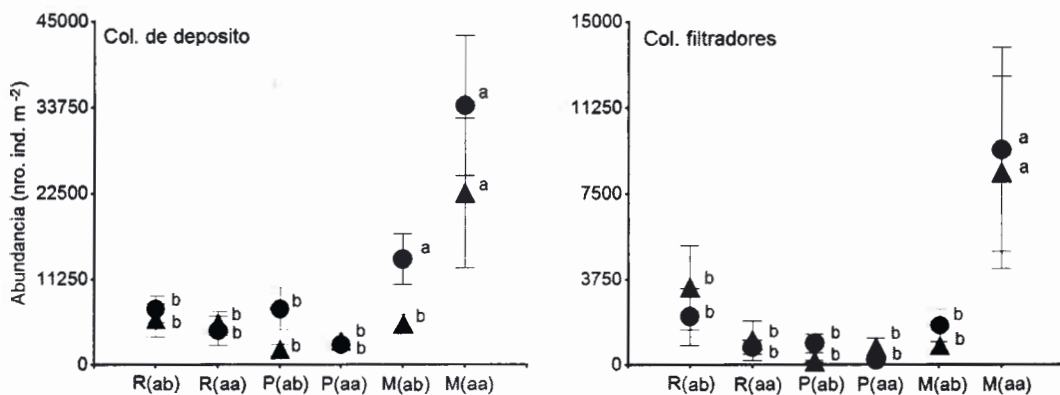 Col. de deposito
Abundancia (nro. ind. m⁻²)
45000
33750
22500
11250
0
a
a
a
b
b
b
b
b
b
b
b
b
b
R(ab) R(aa) P(ab) P(aa) M(ab) M(aa)
Col. filtradores
15000
11250
7500
3750
0
a
a
b
b
b
b
b
b
b
b
b
b
R(ab) R(aa) P(ab) P(aa) M(ab) M(aa)